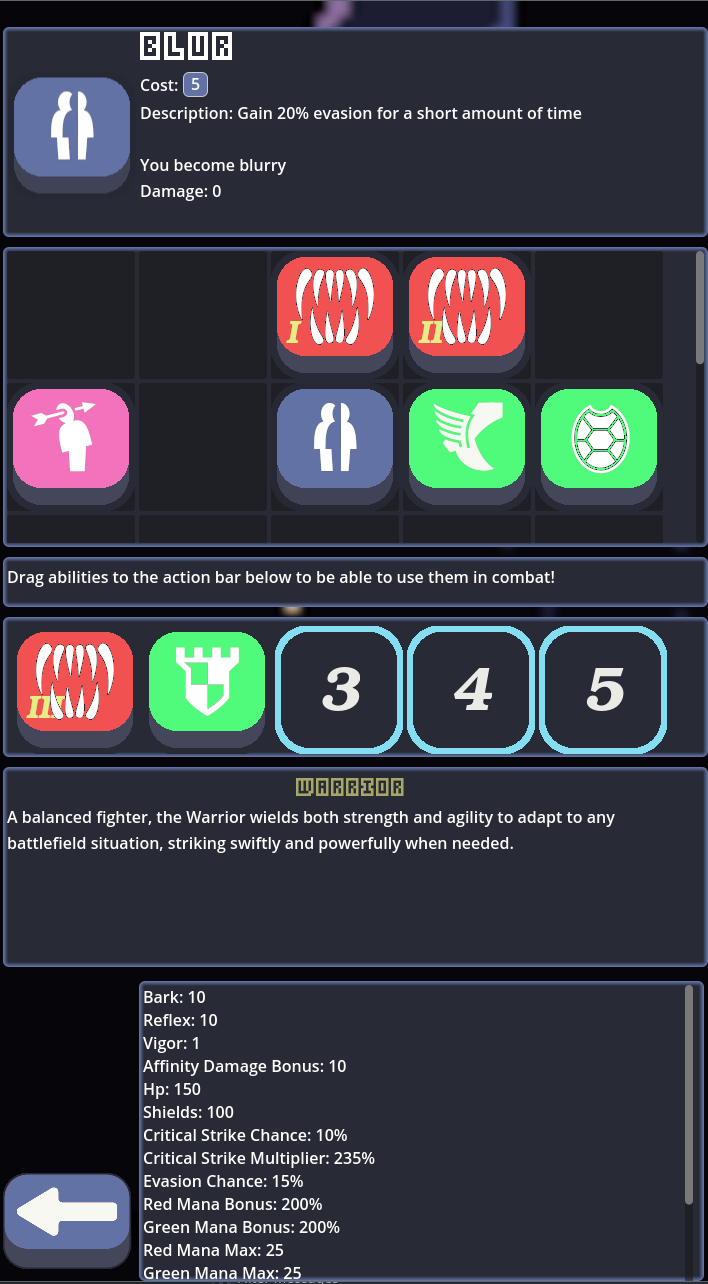 BLUR
Cost: 5
Description: Gain 20% evasion for a short amount of time
You become blurry
Damage: 0
I
II
Drag abilities to the action bar below to be able to use them in combat!
III
3
4
5
WARRIOR
A balanced fighter, the Warrior wields both strength and agility to adapt to any
battlefield situation, striking swiftly and powerfully when needed.
Bark: 10
Reflex: 10
Vigor: 1
Affinity Damage Bonus: 10
Hp: 150
Shields: 100
Critical Strike Chance: 10%
Critical Strike Multiplier: 235%
Evasion Chance: 15%
Red Mana Bonus: 200%
Green Mana Bonus: 200%
Red Mana Max: 25
Green Mana Max: 25